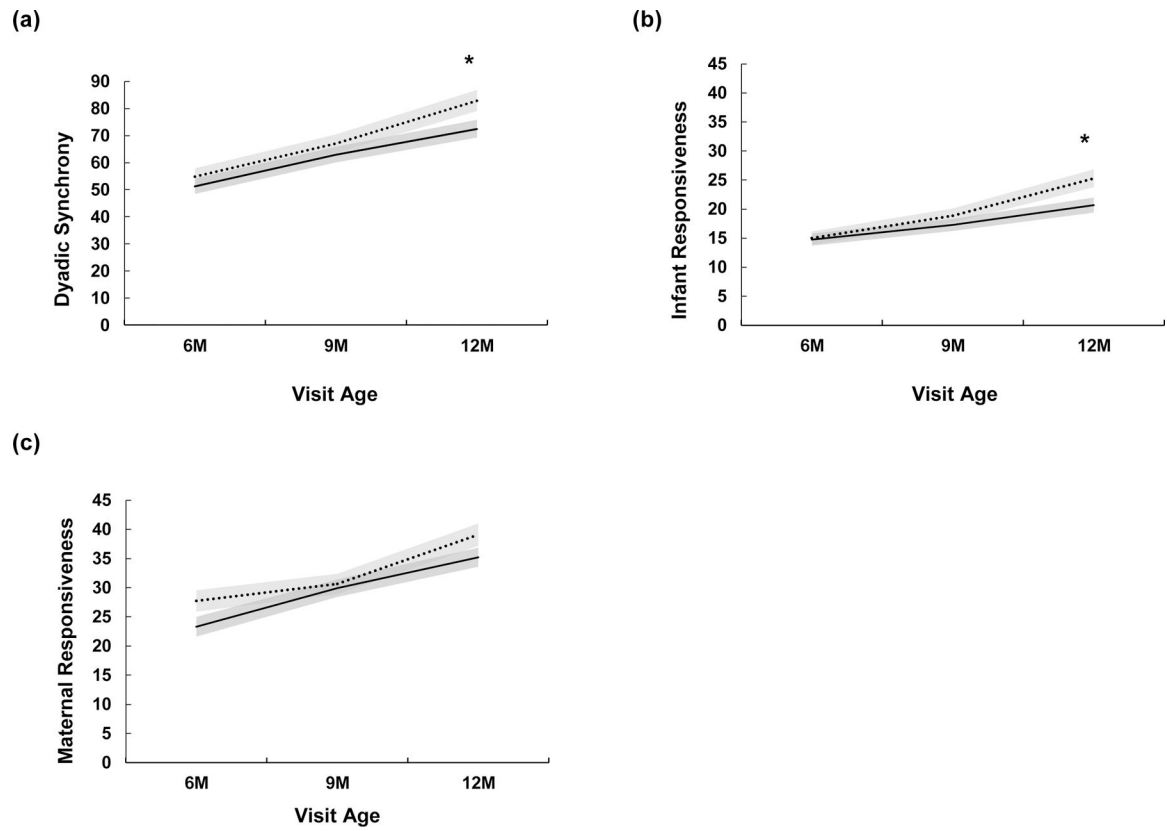 (a)
*
90
80
70
60
50
40
30
20
10
0
Dyadic Synchrony
6M 9M 12M
Visit Age
(b)
*
45
40
35
30
25
20
15
10
5
0
Infant Responsiveness
6M 9M 12M
Visit Age
(c)
45
40
35
30
25
20
15
10
5
0
Maternal Responsiveness
6M 9M 12M
Visit Age